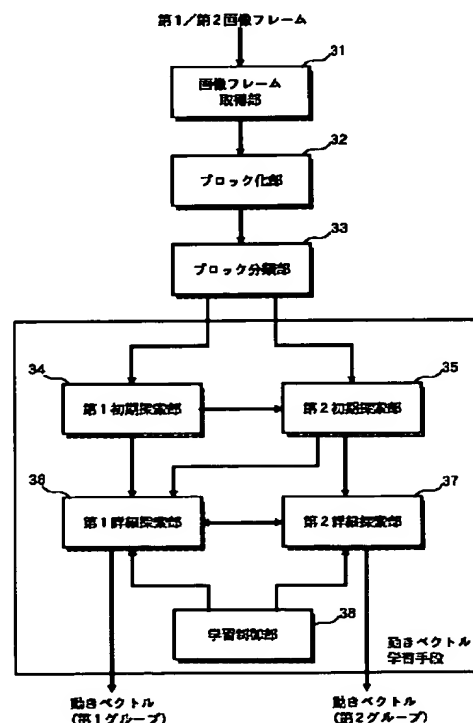 第1/第2画像フレーム
31
画像フレーム
取得部
32
ブロック化部
33
ブロック分類部
34
第1初期探索部
35
第2初期探索部
36
第1詳細探索部
37
第2詳細探索部
38
学習制御部
動きベクトル
学習手段
動きベクトル
(第1グループ)
動きベクトル
(第2グループ)